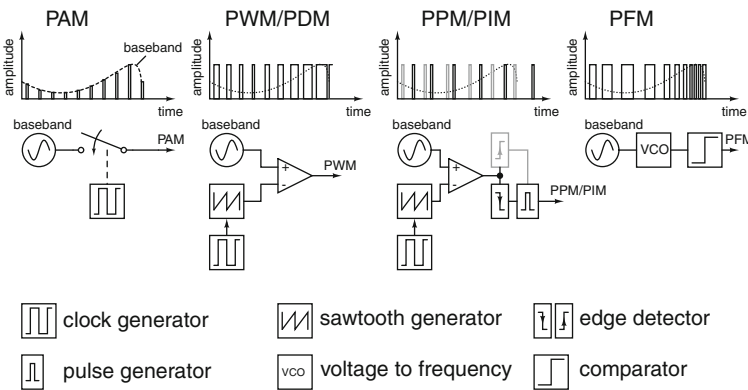 PAM PWM/PDM PPM/PIM PFM
amplitude baseband time
amplitude time
amplitude time
amplitude time
baseband PAM
baseband + - PWM
baseband + - PPM/PIM
baseband VCO PFM
clock generator sawtooth generator edge detector
pulse generator VCO voltage to frequency comparator